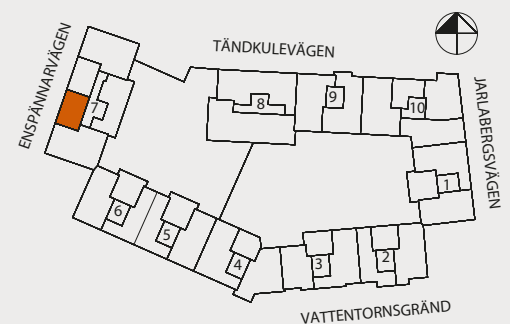 TÄNDKULEVÄGEN
ENSPÄNNARVÄGEN
JARLABERGSVÄGEN
7
8
9
10
1
6
5
4
3
2
VATTENTORNSGRÄND